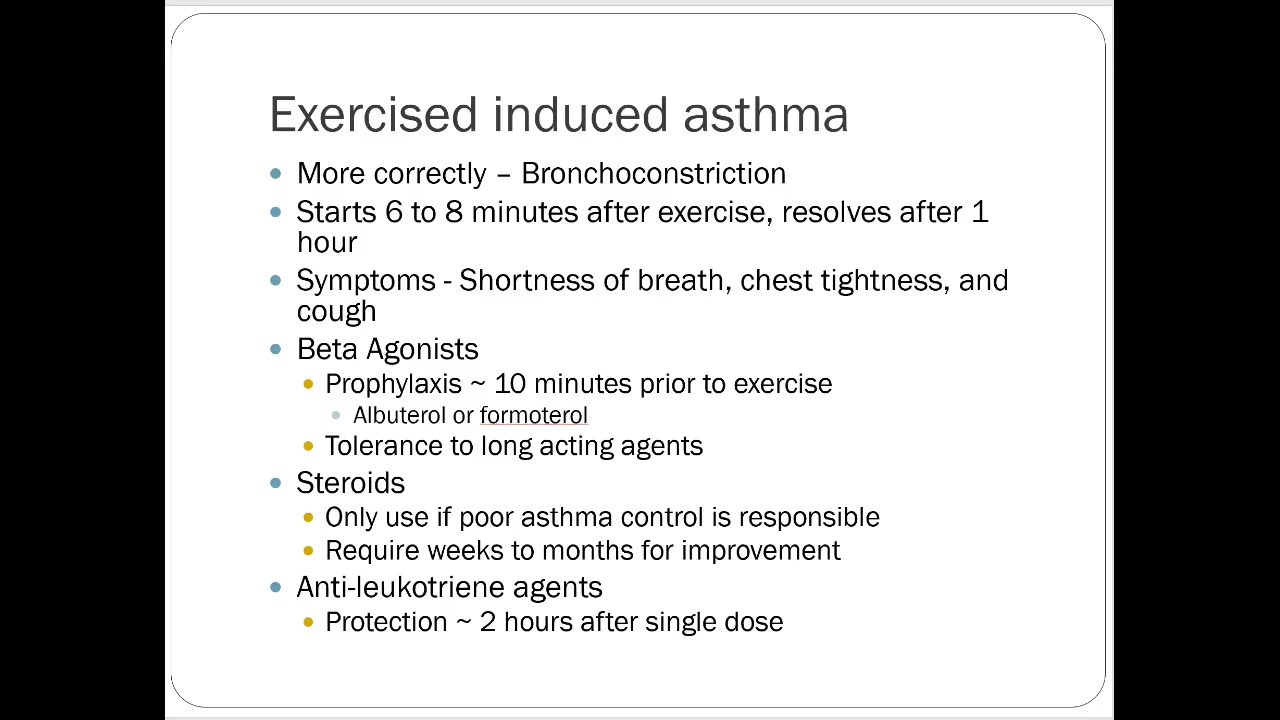 Exercised induced asthma
• More correctly – Bronchoconstriction
• Starts 6 to 8 minutes after exercise, resolves after 1
hour
• Symptoms - Shortness of breath, chest tightness, and
cough
• Beta Agonists
• Prophylaxis ~ 10 minutes prior to exercise
• Albuterol or formoterol
• Tolerance to long acting agents
• Steroids
• Only use if poor asthma control is responsible
• Require weeks to months for improvement
• Anti-leukotriene agents
• Protection ~ 2 hours after single dose